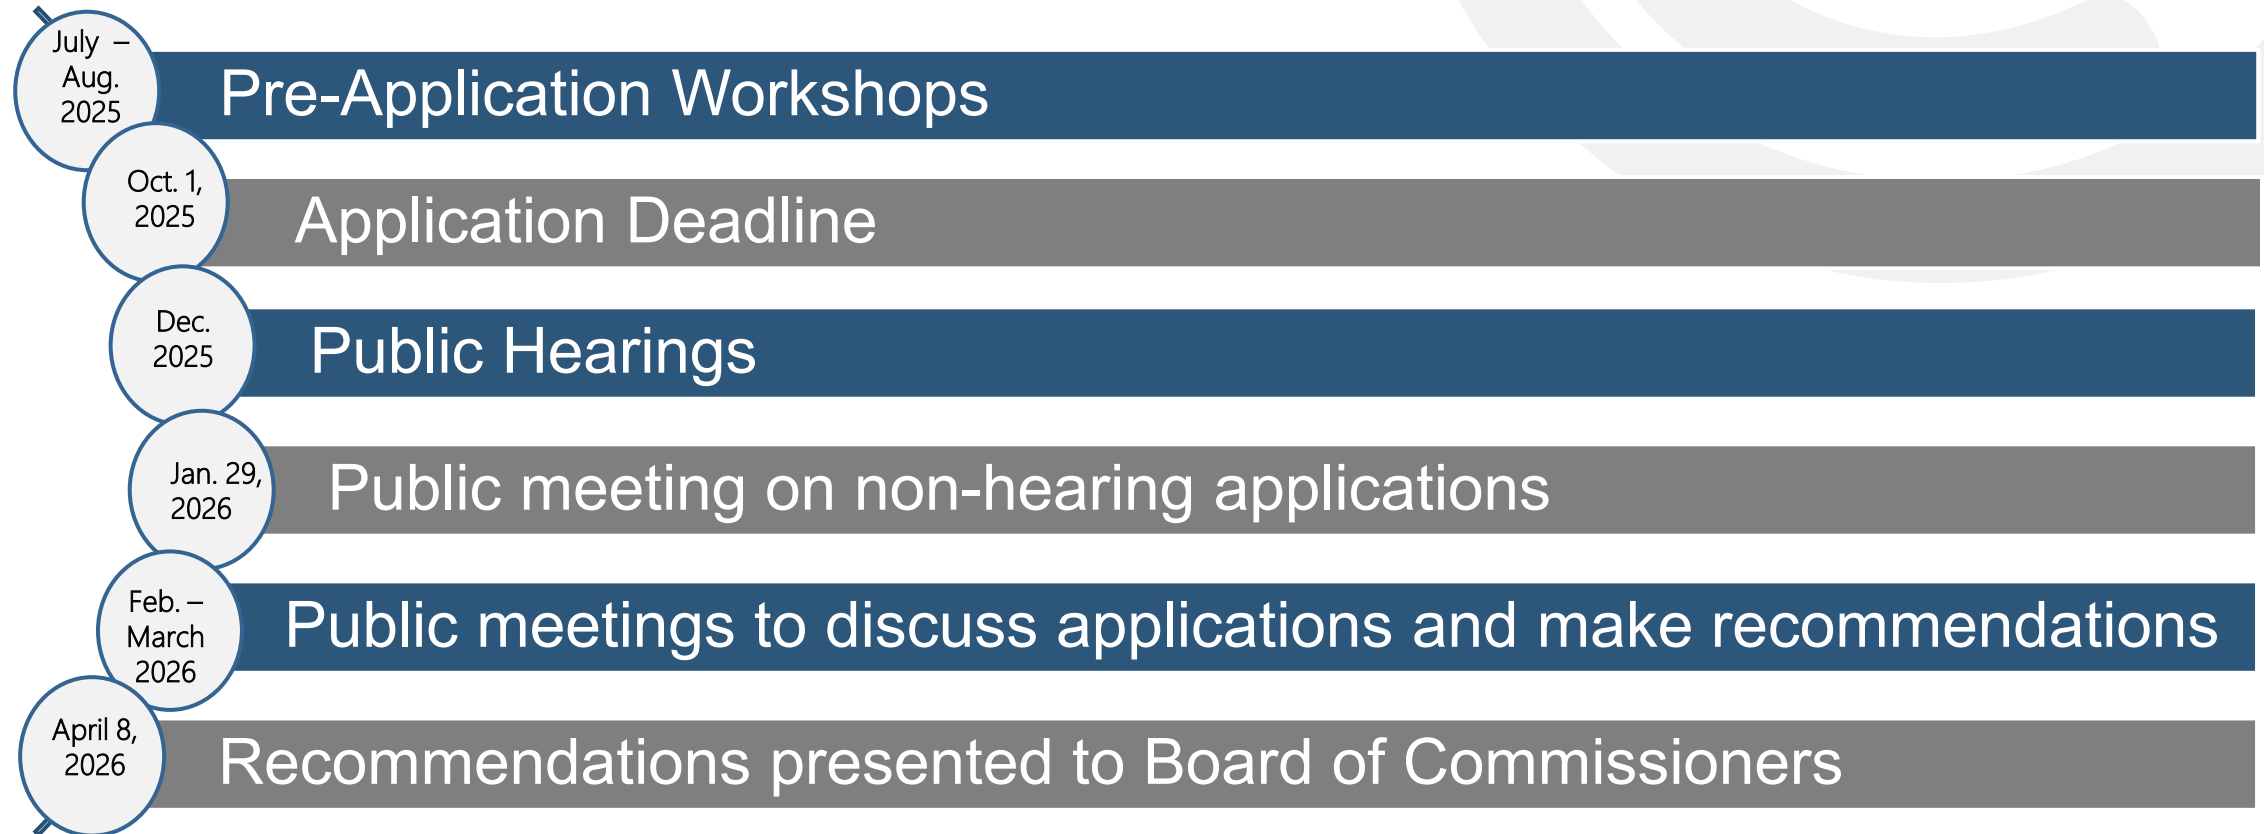 July –
Aug.
2025
Pre-Application Workshops
Oct. 1,
2025
Application Deadline
Dec.
2025
Public Hearings
Jan. 29,
2026
Public meeting on non-hearing applications
Feb. –
March
2026
Public meetings to discuss applications and make recommendations
April 8,
2026
Recommendations presented to Board of Commissioners